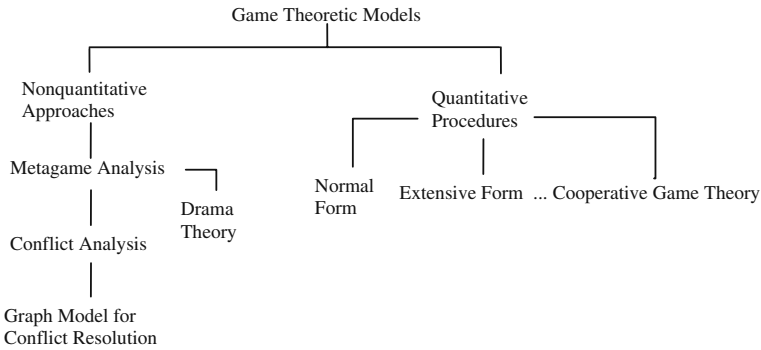 Game Theoretic Models
Nonquantitative
Approaches
Quantitative
Procedures
Metagame Analysis
Drama
Theory
Normal
Form
Extensive Form ... Cooperative Game Theory
Conflict Analysis
Graph Model for
Conflict Resolution